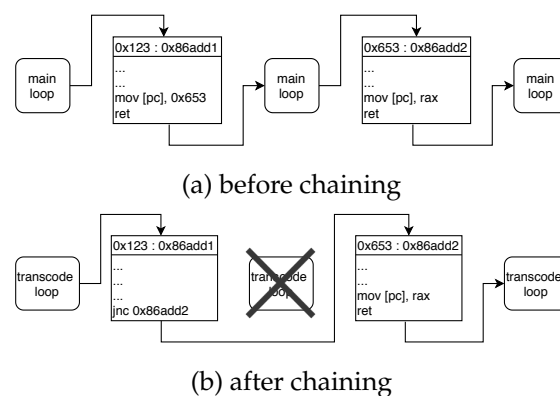 0x123 : 0x86add1
0x653 : 0x86add2
main
loop
...
...
mov [pc], 0x653
ret
main
loop
...
...
mov [pc], rax
ret
main
loop
(a) before chaining
0x123 : 0x86add1
0x653 : 0x86add2
transcode
loop
...
...
...
jnc 0x86add2
transcode
loop
...
...
mov [pc], rax
ret
transcode
loop
(b) after chaining